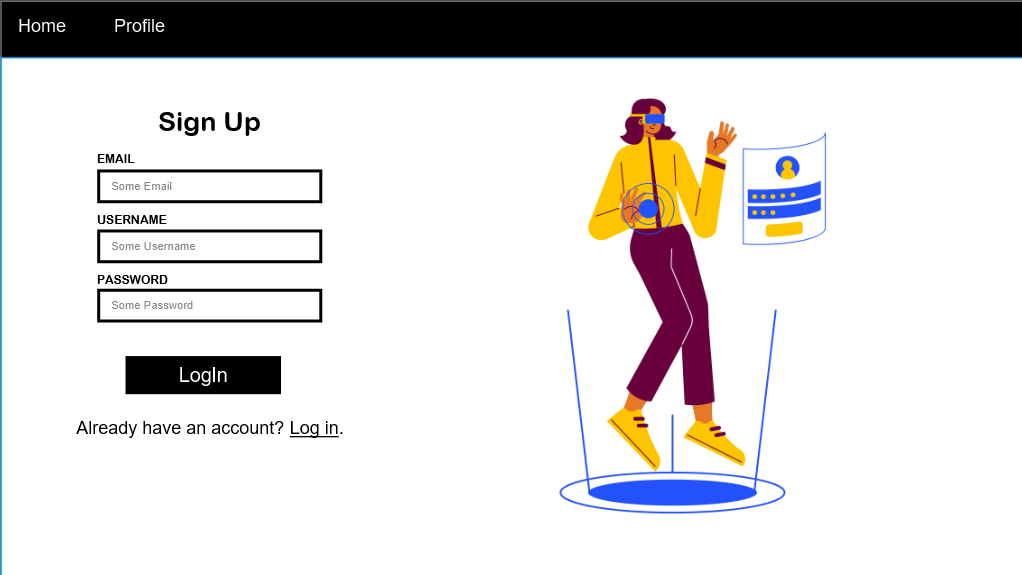 Home Profile
Sign Up
EMAIL
Some Email
USERNAME
Some Username
PASSWORD
Some Password
LogIn
Already have an account? Log in.